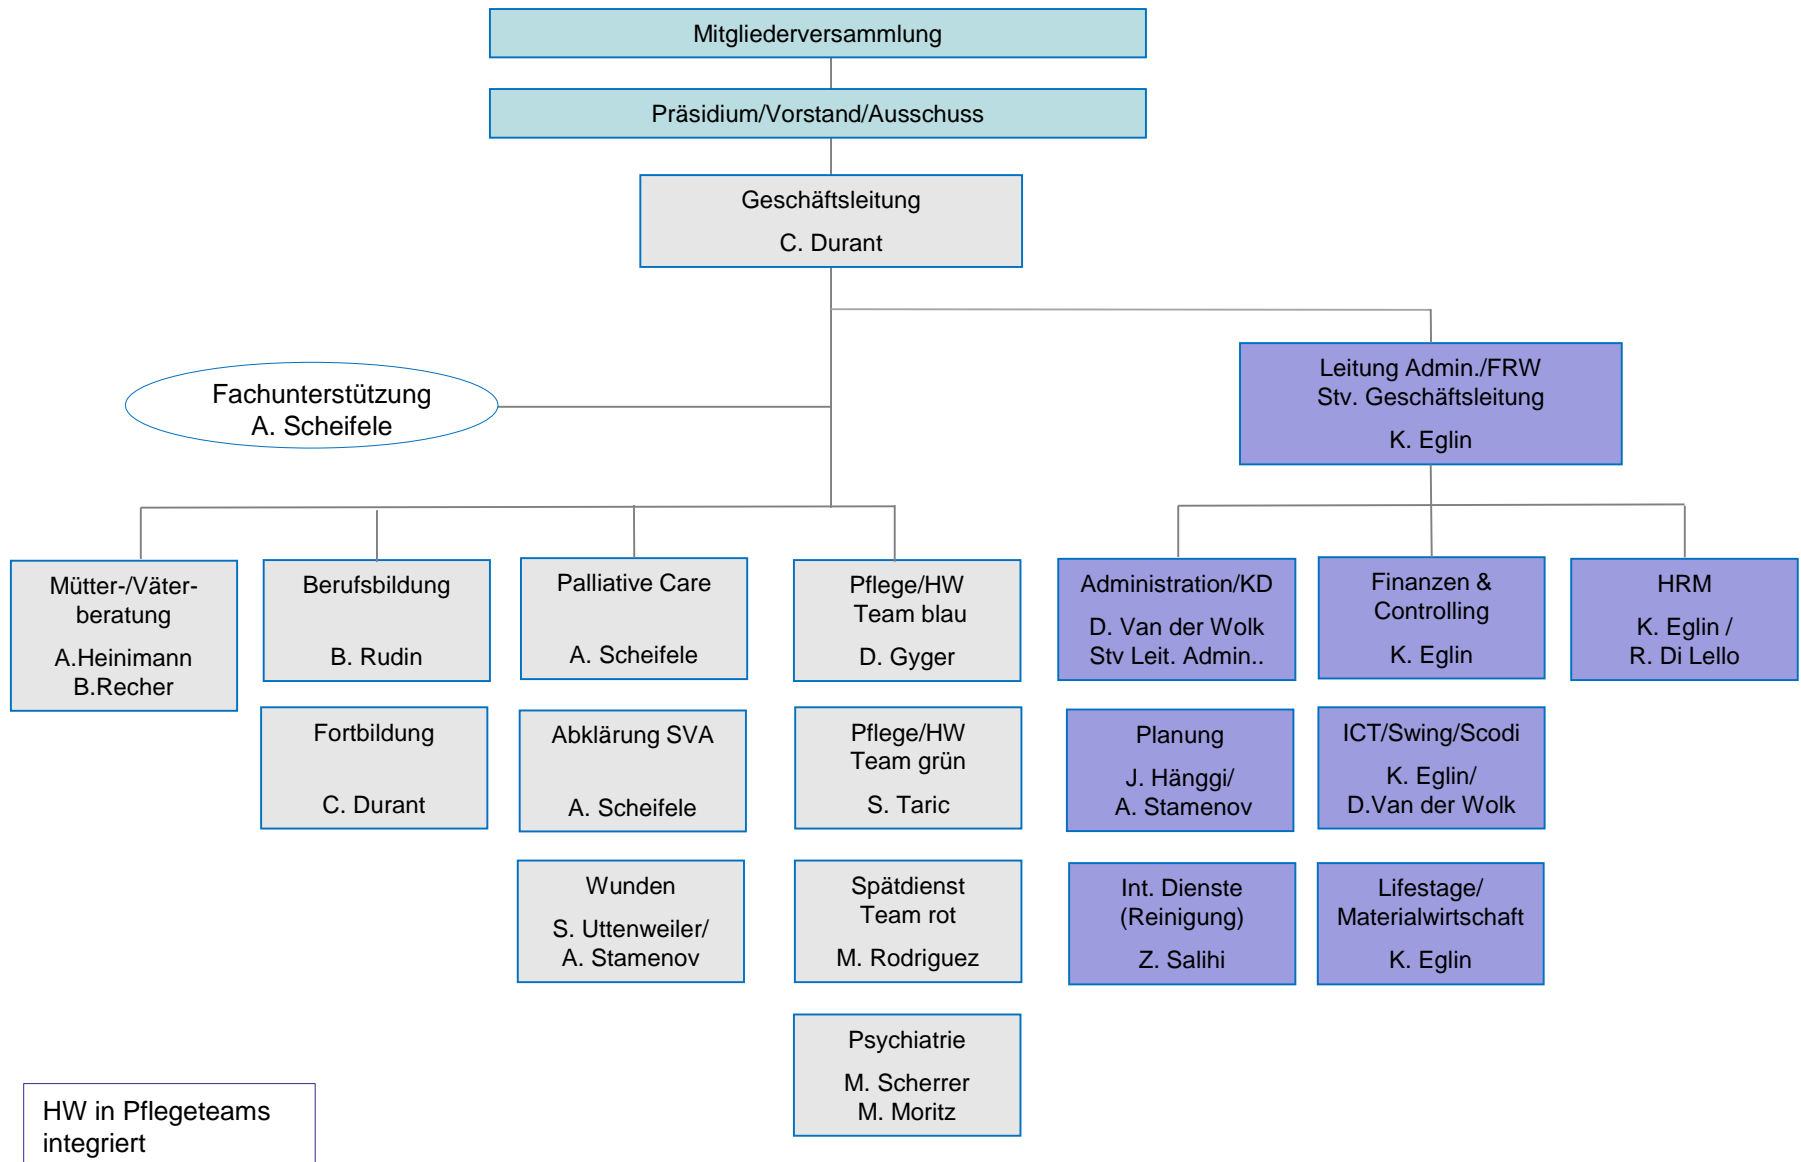 Mitgliederversammlung
Präsidium/Vorstand/Ausschuss
Geschäftsleitung
C. Durant
Fachunterstützung
A. Scheifele
Leitung Admin./FRW
Stv. Geschäftsleitung
K. Eglin
Mütter-/Väter-
beratung
A.Heinimann
B.Recher
Berufsbildung
B. Rudin
Palliative Care
A. Scheifele
Pflege/HW
Team blau
D. Gyger
Administration/KD
D. Van der Wolk
Stv Leit. Admin..
Finanzen &
Controlling
K. Eglin
HRM
K. Eglin /
R. Di Lello
Fortbildung
C. Durant
Abklärung SVA
A. Scheifele
Pflege/HW
Team grün
S. Taric
Planung
J. Hänggi/
A. Stamenov
ICT/Swing/Scodi
K. Eglin/
D.Van der Wolk
Wunden
S. Uttenweiler/
A. Stamenov
Spätdienst
Team rot
M. Rodriguez
Int. Dienste
(Reinigung)
Z. Salihi
Lifestage/
Materialwirtschaft
K. Eglin
Psychiatrie
M. Scherrer
M. Moritz
HW in Pflegeteams
integriert